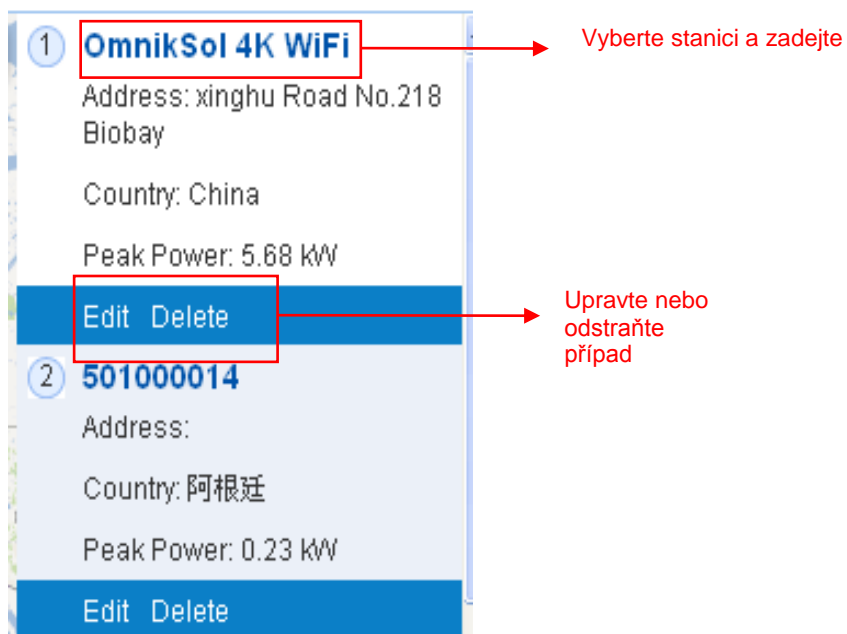 1 OmnikSol 4K WiFi
Vyberte stanici a zadejte
Address: xinghu Road No.218
Biobay
Country: China
Peak Power: 5.68 kW
Edit Delete
Upravte nebo
odstraňte
případ
2 501000014
Address:
Country: 阿根廷
Peak Power: 0.23 kW
Edit Delete